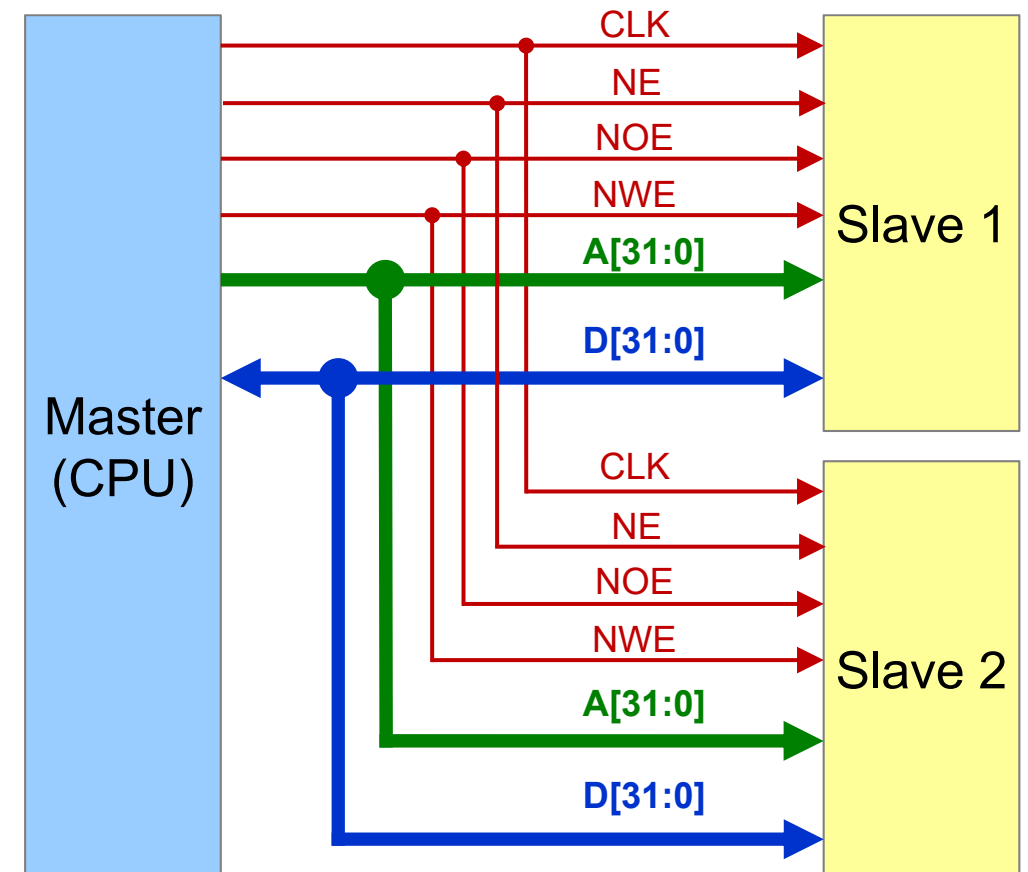 CLK
NE
NOE
NWE
A[31:0]
D[31:0]
Slave 1
Master
(CPU)
CLK
NE
NOE
NWE
A[31:0]
D[31:0]
Slave 2